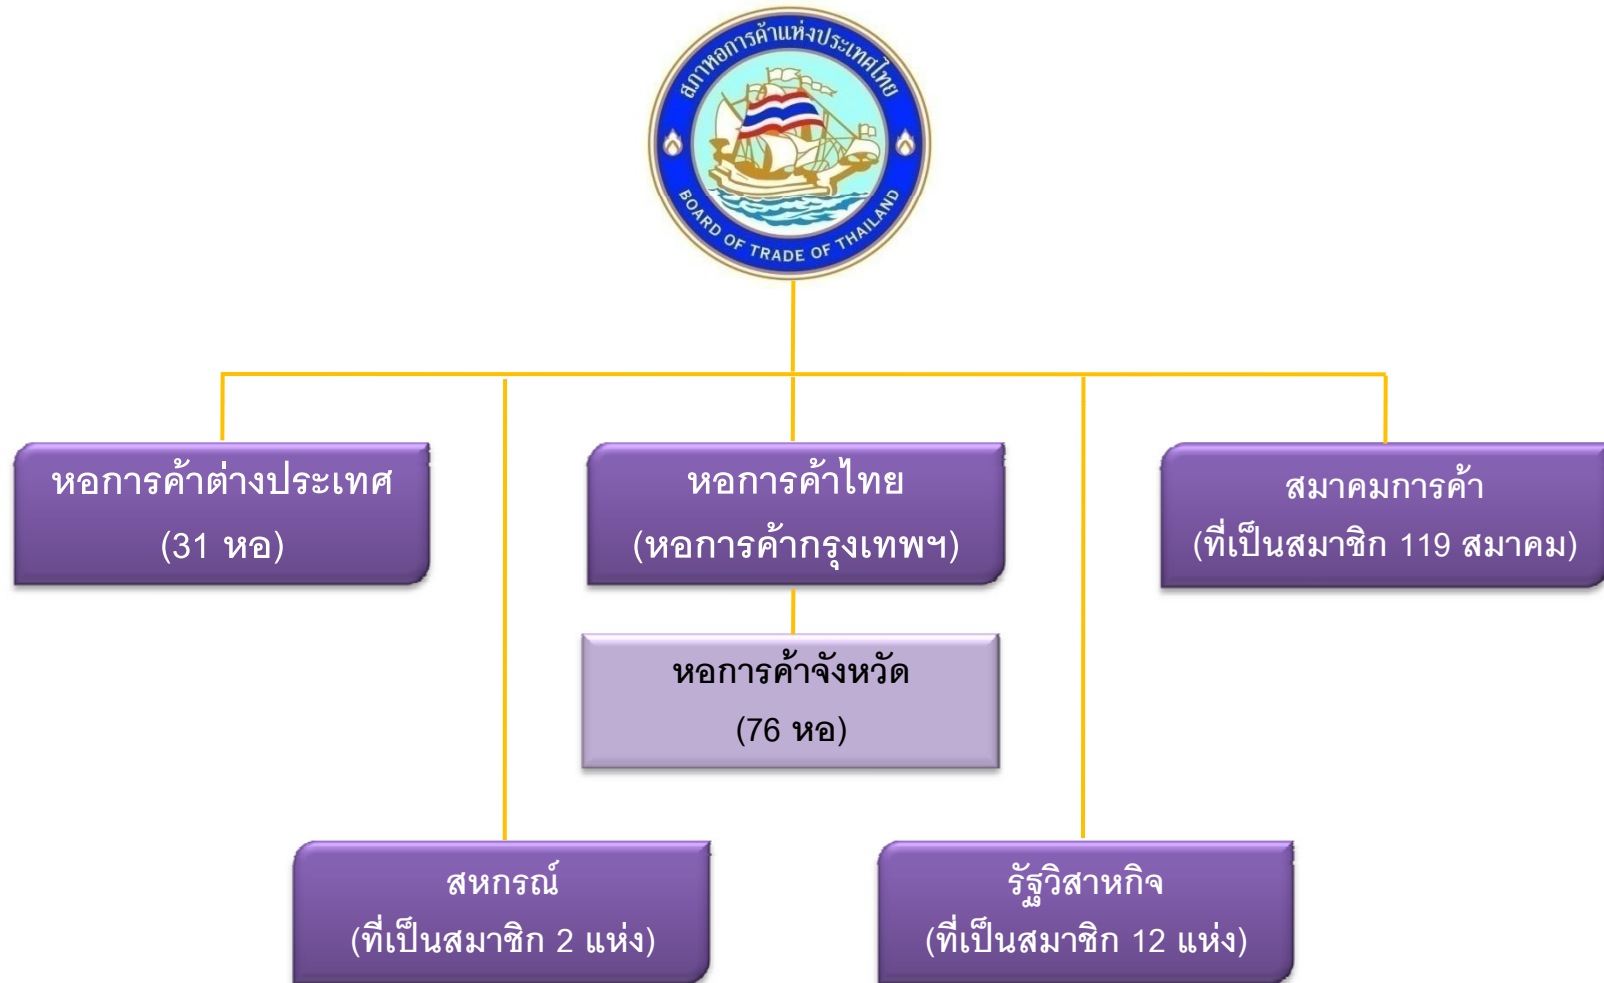 สภาหอการค้าแห่งประเทศไทย
BOARD OF TRADE OF THAILAND
หอการค้าต่างประเทศ
(31 หอ)
หอการค้าไทย
(หอการค้ากรุงเทพฯ)
สมาคมการค้า
(ที่เป็นสมาชิก 119 สมาคม)
หอการค้าจังหวัด
(76 หอ)
สหกรณ์
(ที่เป็นสมาชิก 2 แห่ง)
รัฐวิสาหกิจ
(ที่เป็นสมาชิก 12 แห่ง)